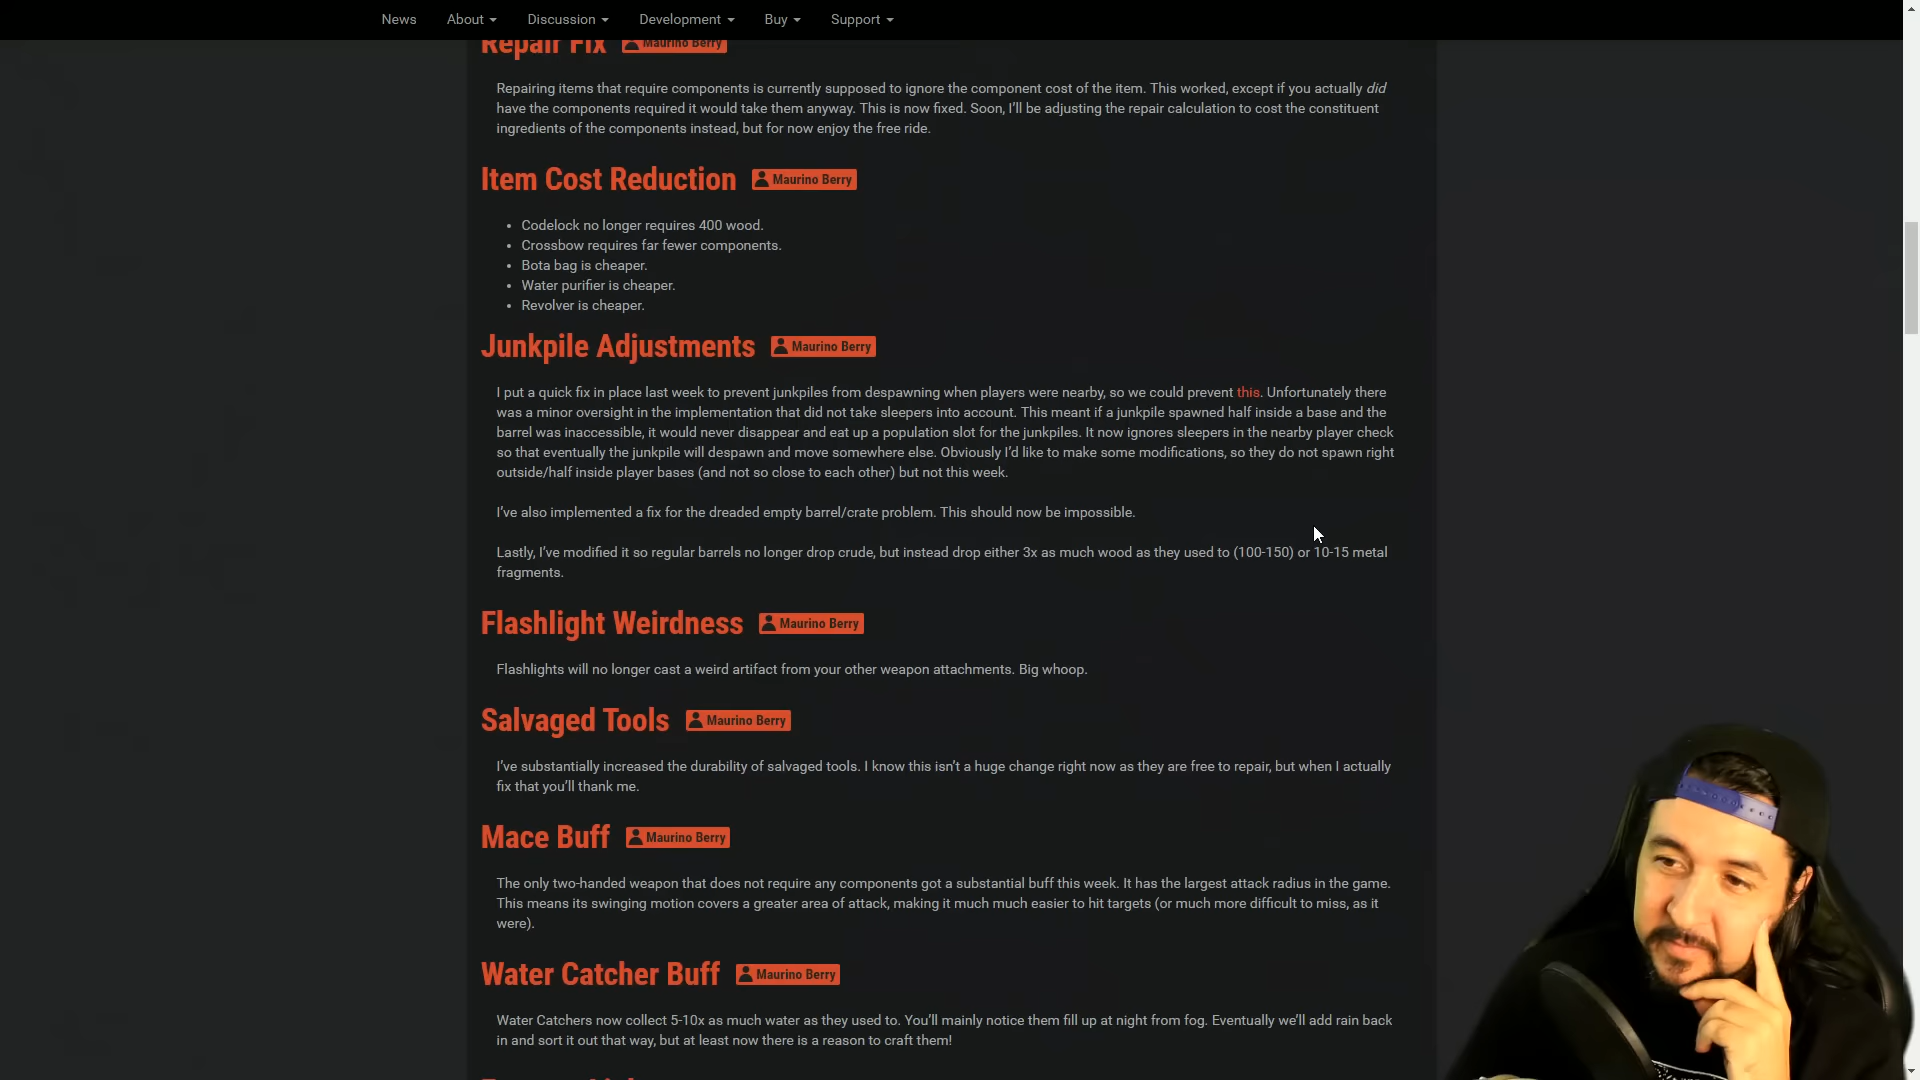 News About Discussion Development Buy Support
Repair Fix Maurino Berry
Repairing items that require components is currently supposed to ignore the component cost of the item. This worked, except if you actually did
have the components required it would take them anyway. This is now fixed. Soon, I'll be adjusting the repair calculation to cost the constituent
ingredients of the components instead, but for now enjoy the free ride.
Item Cost Reduction Maurino Berry
• Codelock no longer requires 400 wood.
• Crossbow requires far fewer components.
• Bota bag is cheaper.
• Water purifier is cheaper.
• Revolver is cheaper.
Junkpile Adjustments Maurino Berry
I put a quick fix in place last week to prevent junkpiles from despawning when players were nearby, so we could prevent this. Unfortunately there
was a minor oversight in the implementation that did not take sleepers into account. This meant if a junkpile spawned half inside a base and the
barrel was inaccessible, it would never disappear and eat up a population slot for the junkpiles. It now ignores sleepers in the nearby player check
so that eventually the junkpile will despawn and move somewhere else. Obviously I'd like to make some modifications, so they do not spawn right
outside/half inside player bases (and not so close to each other) but not this week.
I've also implemented a fix for the dreaded empty barrel/crate problem. This should now be impossible.
Lastly, I've modified it so regular barrels no longer drop crude, but instead drop either 3x as much wood as they used to (100-150) or 10-15 metal
fragments.
Flashlight Weirdness Maurino Berry
Flashlights will no longer cast a weird artifact from your other weapon attachments. Big whoop.
Salvaged Tools Maurino Berry
I've substantially increased the durability of salvaged tools. I know this isn't a huge change right now as they are free to repair, but when I actually
fix that you'll thank me.
Mace Buff Maurino Berry
The only two-handed weapon that does not require any components got a substantial buff this week. It has the largest attack radius in the game.
This means its swinging motion covers a greater area of attack, making it much much easier to hit targets (or much more difficult to miss, as it
were).
Water Catcher Buff Maurino Berry
Water Catchers now collect 5-10x as much water as they used to. You'll mainly notice them fill up at night from fog. Eventually we'll add rain back
in and sort it out that way, but at least now there is a reason to craft them!